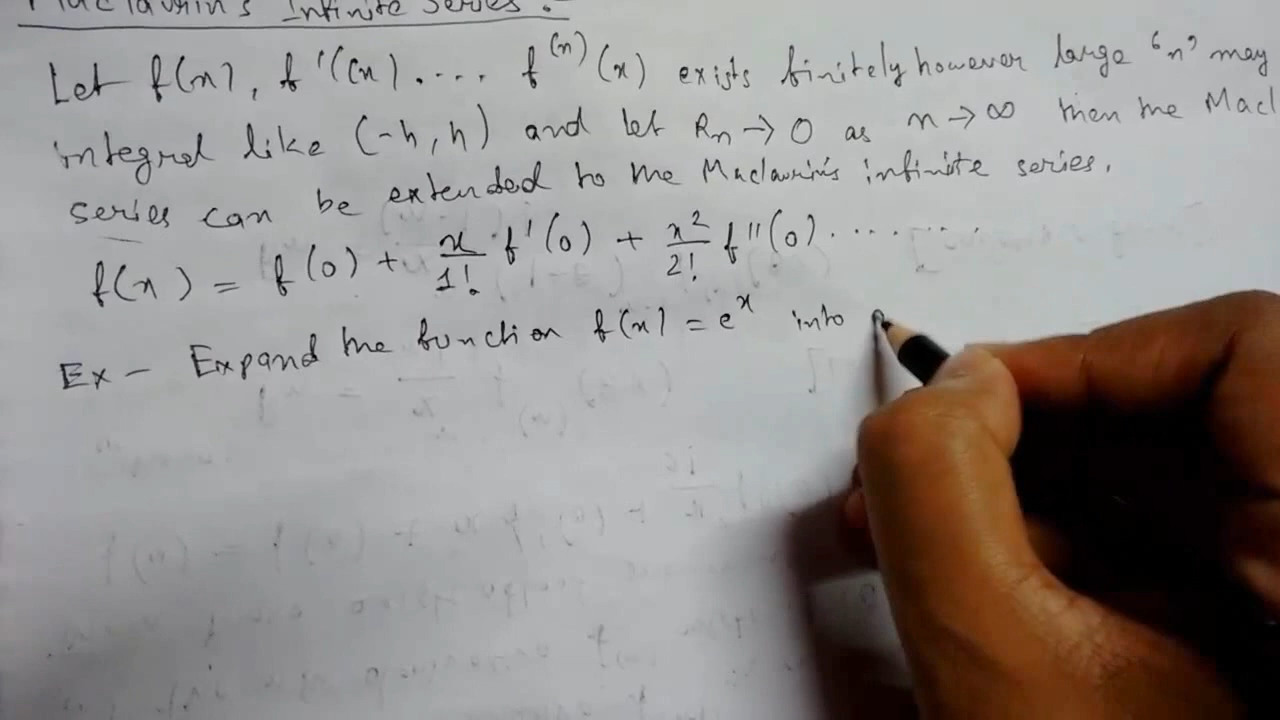 Maclaurin's Infinite Series :-
Let f(x), f'(x) .... f^(n)(x) exists finitely however large 'n' may
integral like (-h, h) and let Rn → 0 as n → ∞ then the Macl
series can be extended to the Maclaurin's infinite series.
f(x) = f(0) + x/1! f'(0) + x²/2! f''(0) ........
Ex - Expand the function f(x) = e^x into